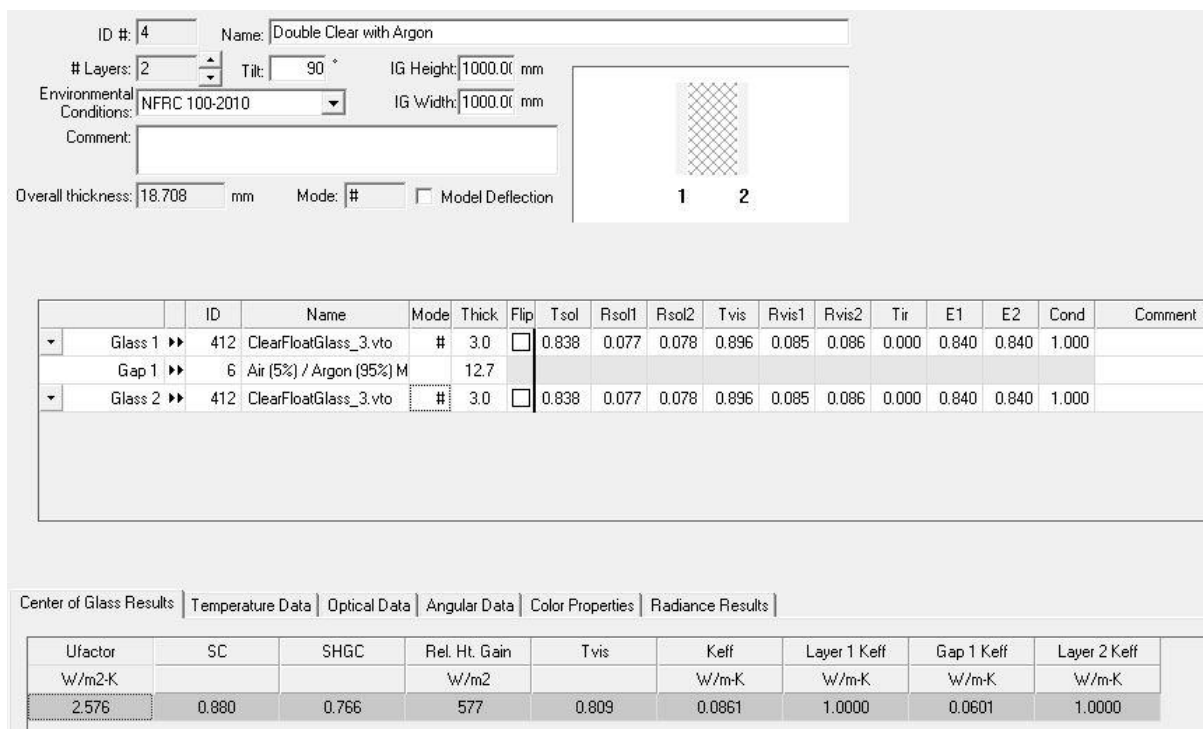 ID #: 4 Name: Double Clear with Argon
# Layers: 2 Tilt: 90 ° IG Height: 1000.00 mm
Environmental Conditions: NFRC 100-2010 IG Width: 1000.00 mm
Comment:
Overall thickness: 18.708 mm Mode: # Model Deflection
1 2
ID Name Mode Thick Flip Tsol Rsol1 Rsol2 Tvis Rvis1 Rvis2 Tir E1 E2 Cond Comment
Glass 1 ▸▸ 412 ClearFloatGlass_3.vto # 3.0 0.838 0.077 0.078 0.896 0.085 0.086 0.000 0.840 0.840 1.000
Gap 1 ▸▸ 6 Air (5%) / Argon (95%) M 12.7
Glass 2 ▸▸ 412 ClearFloatGlass_3.vto # 3.0 0.838 0.077 0.078 0.896 0.085 0.086 0.000 0.840 0.840 1.000
Center of Glass Results Temperature Data Optical Data Angular Data Color Properties Radiance Results
Ufactor SC SHGC Rel. Ht. Gain Tvis Keff Layer 1 Keff Gap 1 Keff Layer 2 Keff
W/m2-K W/m2 W/m-K W/m-K W/m-K W/m-K
2.576 0.880 0.766 577 0.809 0.0861 1.0000 0.0601 1.0000